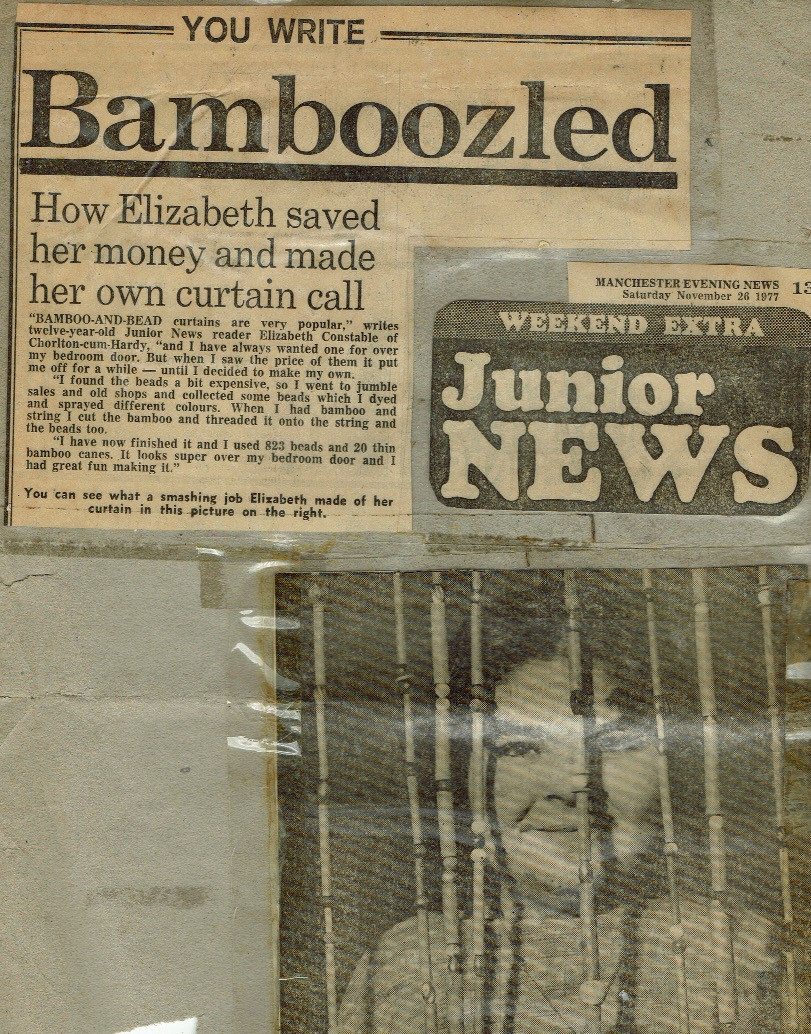 YOU WRITE
Bamboozled
How Elizabeth saved
her money and made
her own curtain call
"BAMBOO-AND-BEAD curtains are very popular," writes
twelve-year-old Junior News reader Elizabeth Constable of
Chorlton-cum-Hardy, "and I have always wanted one for over
my bedroom door. But when I saw the price of them it put
me off for a while — until I decided to make my own.
"I found the beads a bit expensive, so I went to jumble
sales and old shops and collected some beads which I dyed
and sprayed different colours. When I had bamboo and
string I cut the bamboo and threaded it onto the string and
the beads too.
"I have now finished it and I used 823 beads and 20 thin
bamboo canes. It looks super over my bedroom door and I
had great fun making it."
You can see what a smashing job Elizabeth made of her
curtain in this picture on the right.
MANCHESTER EVENING NEWS 13
Saturday November 26 1977
WEEKEND EXTRA
Junior
NEWS